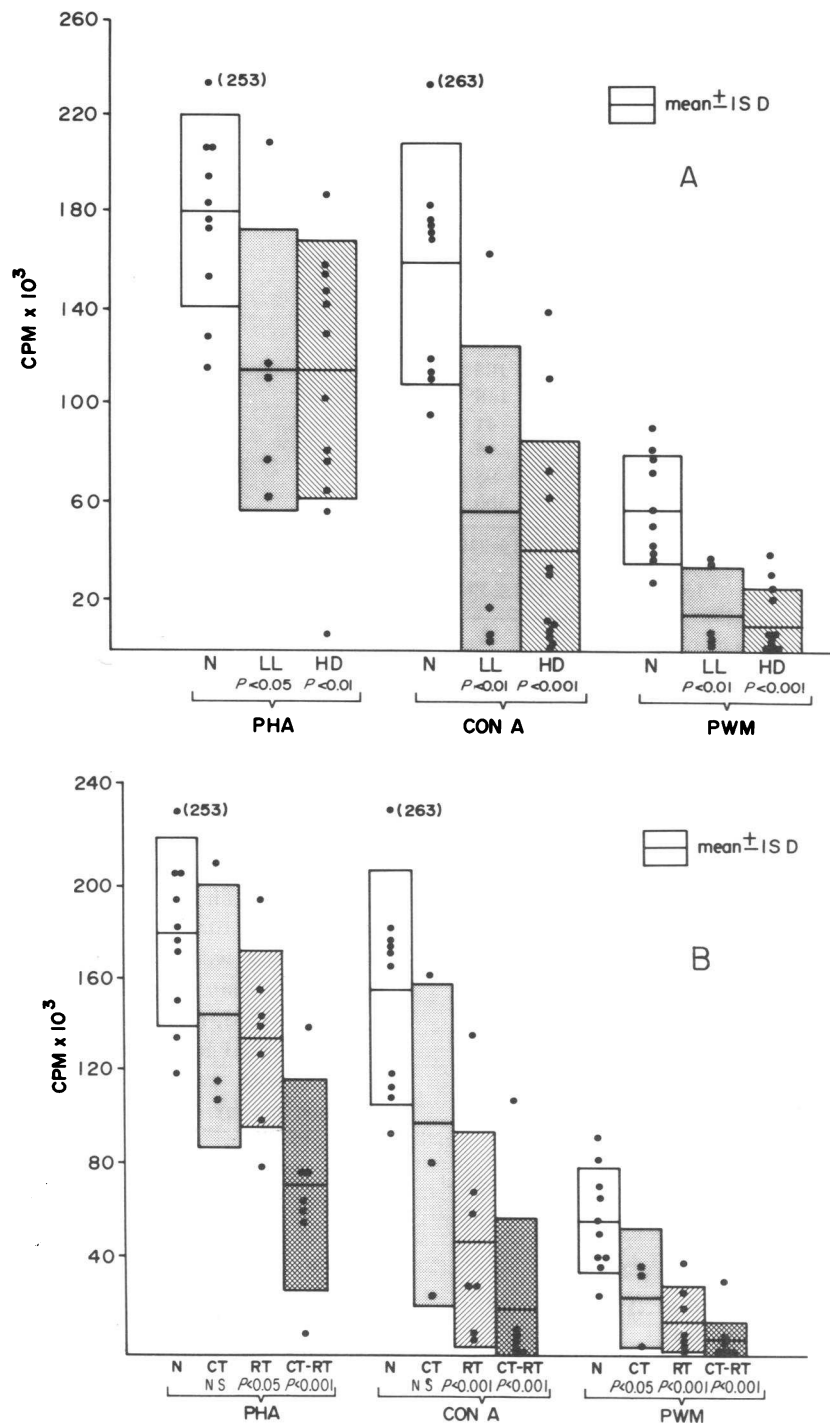 260
220
180
140
100
60
20
CPM x 10³
(253)
(263)
mean ± ISD
A
N LL HD N LL HD N LL HD
P<0.05 P<0.01 P<0.01 P<0.001 P<0.01 P<0.001
PHA CON A PWM
240
200
160
120
80
40
CPM x 10³
(253)
(263)
mean ± ISD
B
N CT RT CT-RT N CT RT CT-RT N CT RT CT-RT
NS P<0.05 P<0.001 NS P<0.001 P<0.001 P<0.05 P<0.001 P<0.001
PHA CON A PWM